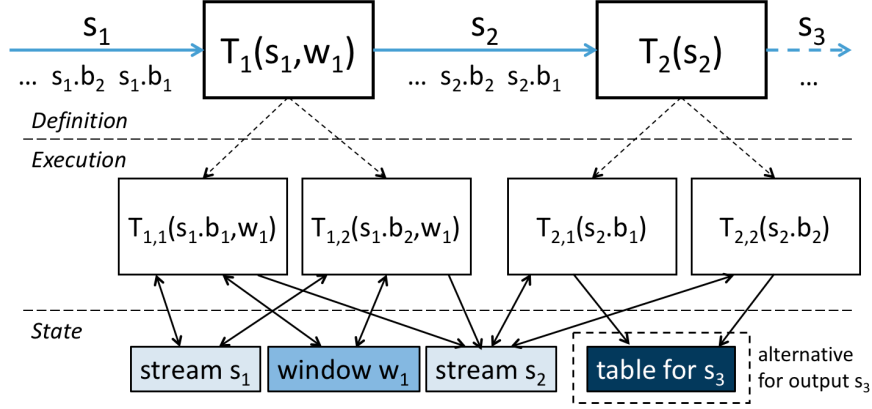 s₁ s₂ s₃
T₁(s₁,w₁) T₂(s₂)
... s₁.b₂ s₁.b₁ ... s₂.b₂ s₂.b₁ ...
Definition
Execution
T₁,₁(s₁.b₁,w₁) T₁,₂(s₁.b₂,w₁) T₂,₁(s₂.b₁) T₂,₂(s₂.b₂)
State
stream s₁ window w₁ stream s₂ table for s₃
alternative
for output s₃